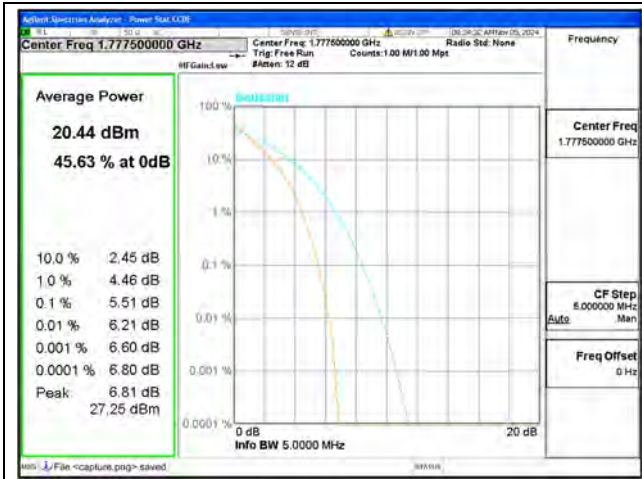 Agilent Spectrum Analyzer - Power Stat CCDF
Center Freq 1.777500000 GHz
Center Freq: 1.777500000 GHz
Radio Std: None
Trig: Free Run
Counts:1.00 M/1.00 Mpt
#IFGain:Low
#Atten: 12 dB
Frequency
Average Power
20.44 dBm
45.63 % at 0dB
10.0 % 2.45 dB
1.0 % 4.46 dB
0.1 % 5.51 dB
0.01 % 6.21 dB
0.001 % 6.60 dB
0.0001 % 6.80 dB
Peak 6.81 dB
27.25 dBm
Gaussian
100 %
10 %
1 %
0.1 %
0.01 %
0.001 %
0.0001 %
0 dB
20 dB
Info BW 5.0000 MHz
Center Freq
1.777500000 GHz
CF Step
5.000000 MHz
Auto Man
Freq Offset
0 Hz
MSG File <capture.png> saved
STATUS